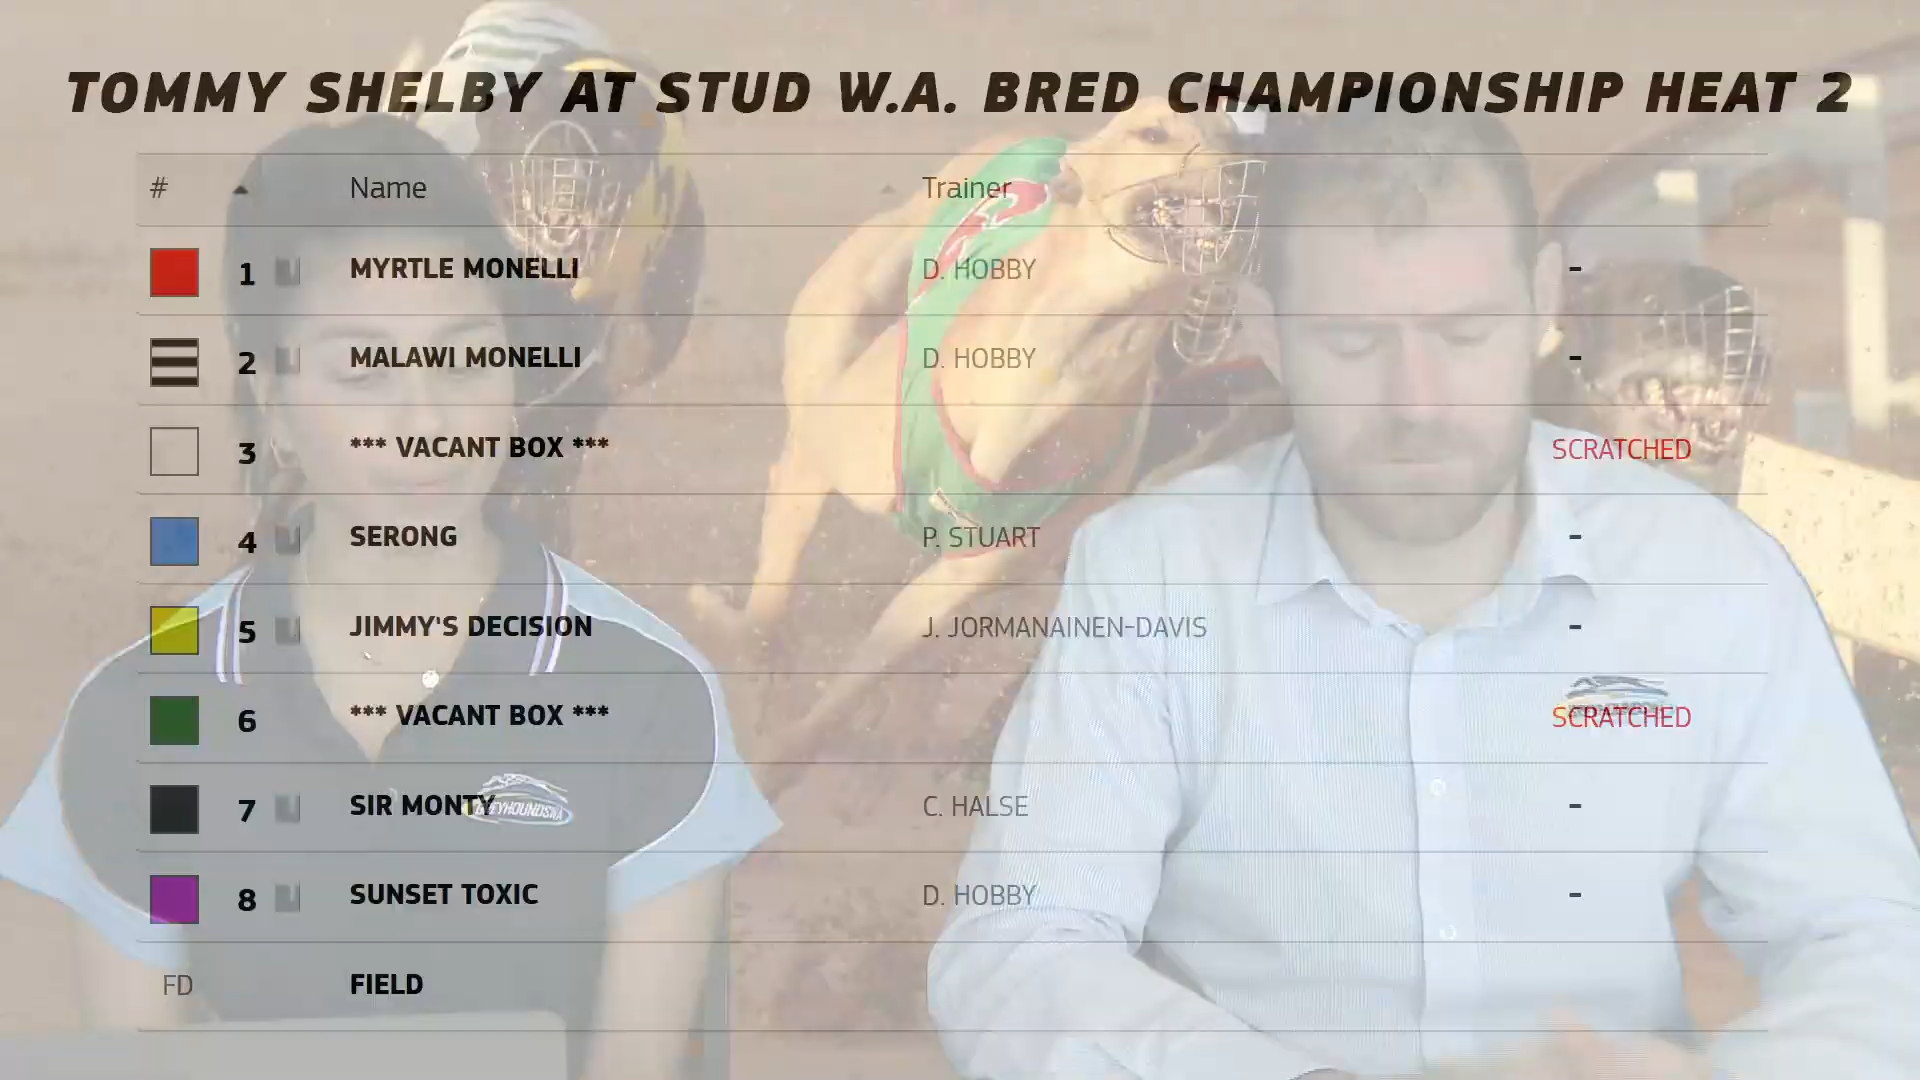 TOMMY SHELBY AT STUD W.A. BRED CHAMPIONSHIP HEAT 2
# Name Trainer
1 MYRTLE MONELLI D. HOBBY -
2 MALAWI MONELLI D. HOBBY -
3 *** VACANT BOX *** SCRATCHED
4 SERONG P. STUART -
5 JIMMY'S DECISION J. JORMANAINEN-DAVIS -
6 *** VACANT BOX *** SCRATCHED
7 SIR MONTY C. HALSE -
GREYHOUNDSWA
8 SUNSET TOXIC D. HOBBY -
FD FIELD